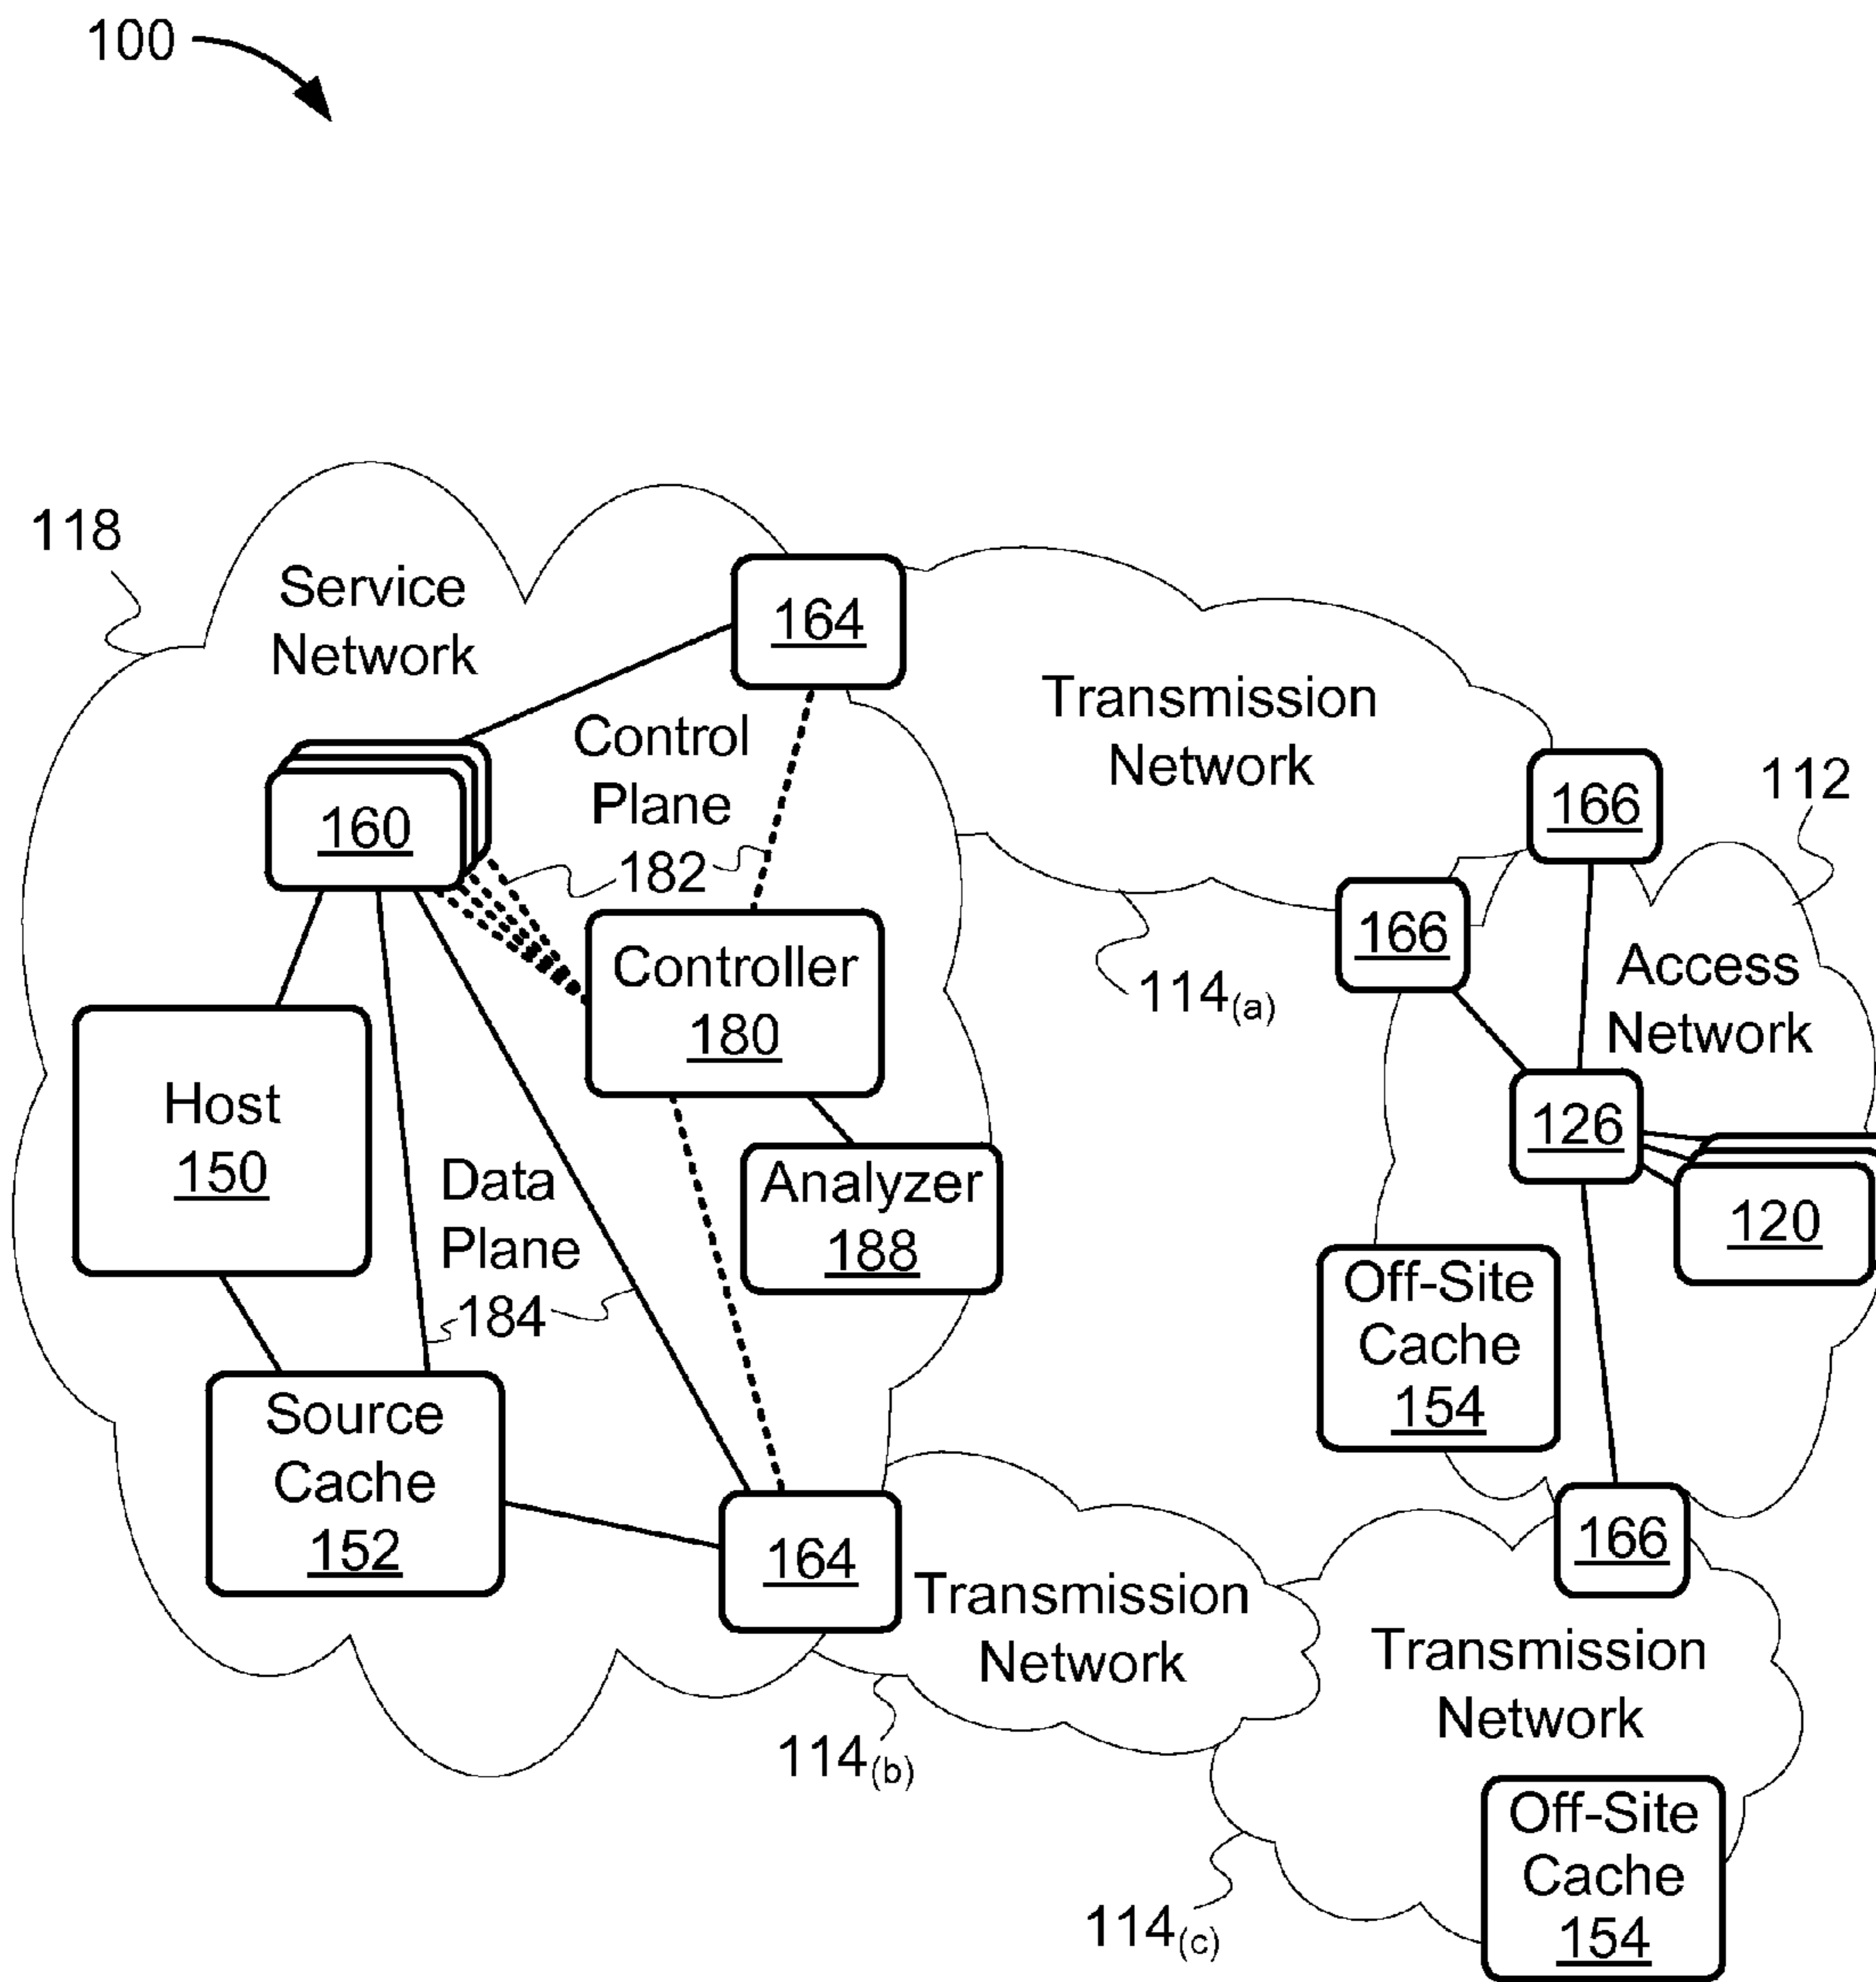 100
118
Service
Network
164
Transmission
Network
Control
Plane
182
160
166
112
166
Access
Network
Controller
180
114(a)
Host
150
126
Data
Plane
184
Analyzer
188
120
Off-Site
Cache
154
Source
Cache
152
164
Transmission
Network
166
Transmission
Network
114(b)
Off-Site
Cache
154
114(c)